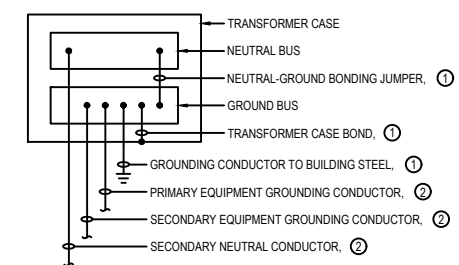 TRANSFORMER CASE
NEUTRAL BUS
NEUTRAL-GROUND BONDING JUMPER, 1
GROUND BUS
TRANSFORMER CASE BOND, 1
GROUNDING CONDUCTOR TO BUILDING STEEL, 1
PRIMARY EQUIPMENT GROUNDING CONDUCTOR, 2
SECONDARY EQUIPMENT GROUNDING CONDUCTOR, 2
SECONDARY NEUTRAL CONDUCTOR, 2